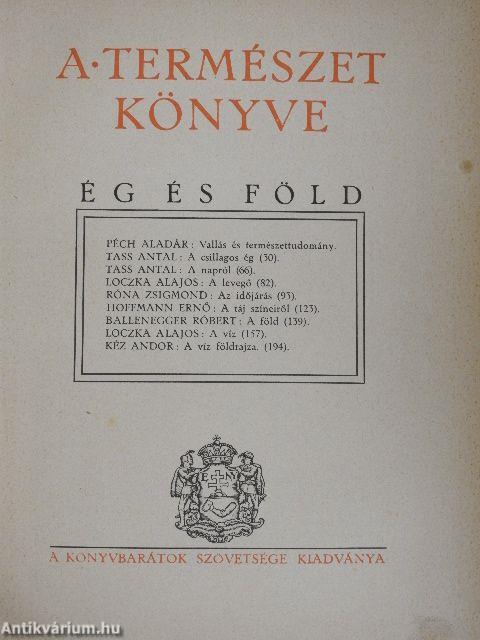 A·TERMÉSZET
KÖNYVE
ÉG ÉS FÖLD
PÉCH ALADÁR: Vallás és természettudomány.
TASS ANTAL: A csillagos ég (30).
TASS ANTAL: A napról (66).
LOCZKA ALAJOS: A levegő (82).
RÓNA ZSIGMOND: Az időjárás (93).
HOFFMANN ERNŐ: A táj színeiről (123).
BALLENEGGER RÓBERT: A föld (139).
LOCZKA ALAJOS: A víz (157).
KÉZ ANDOR: A víz földrajza. (194).
E NY
A KÖNYVBARÁTOK SZÖVETSÉGE KIADVÁNYA
Antikvárium.hu